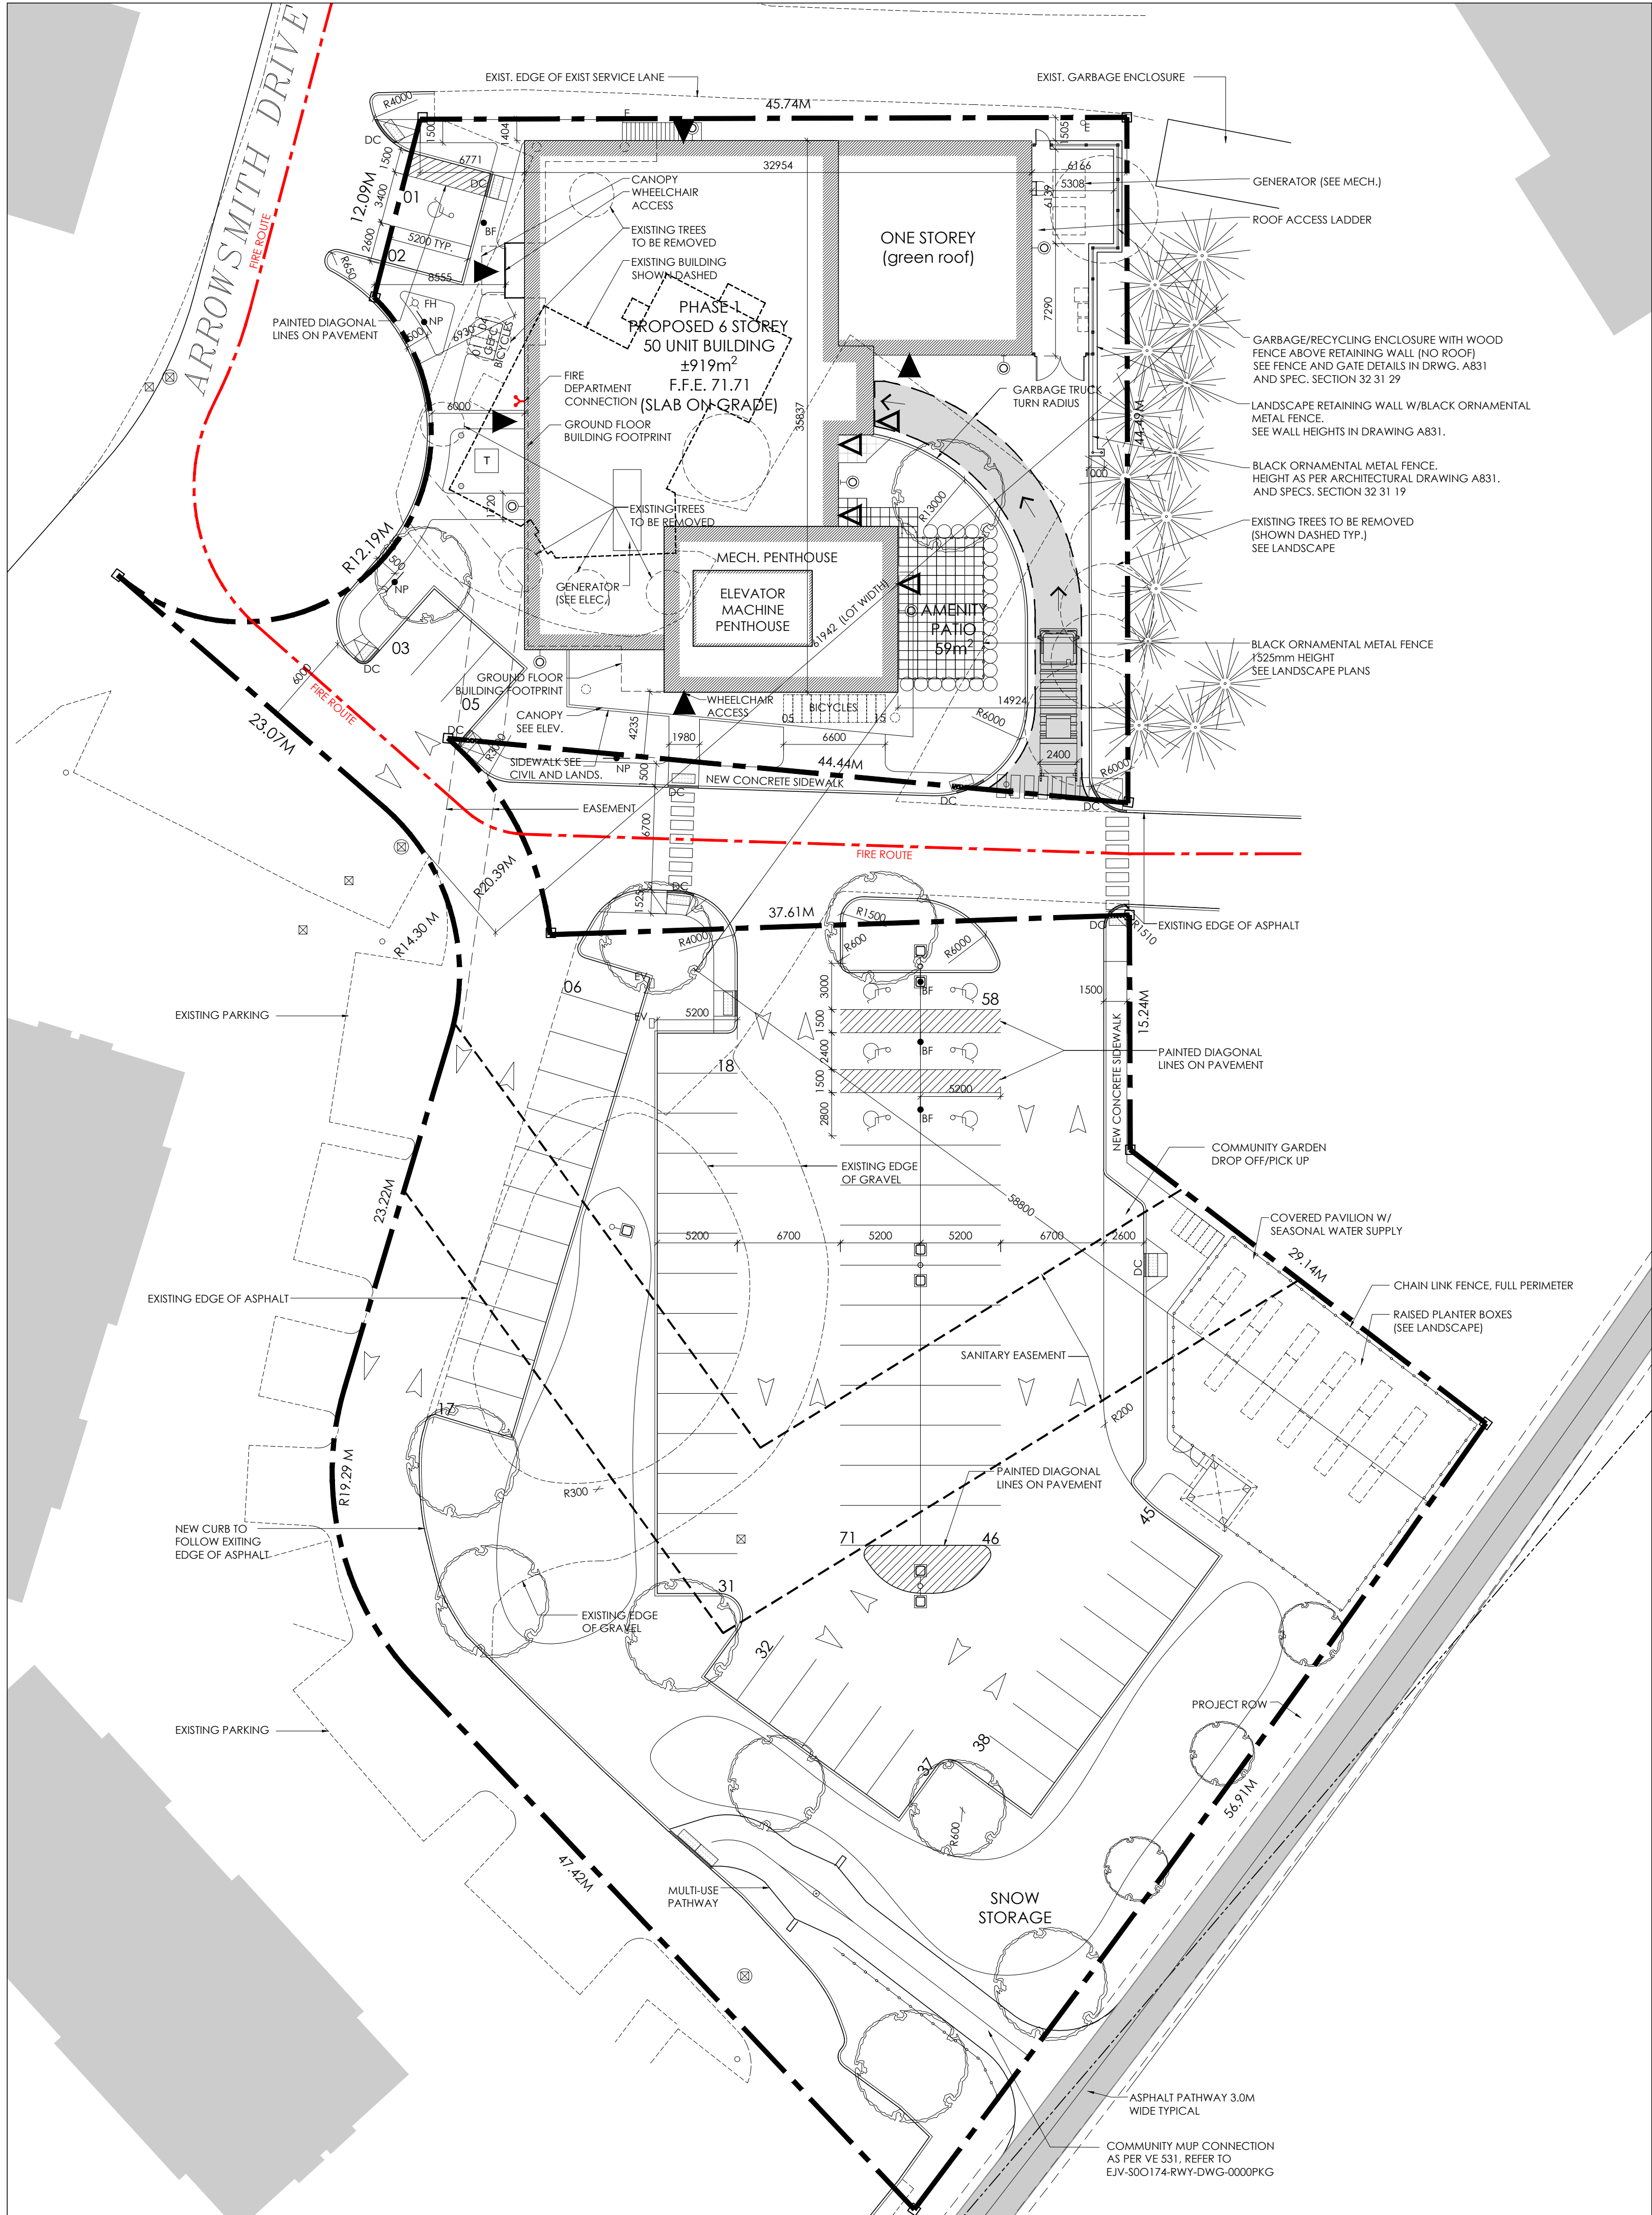 ARROWSMITH DRIVE
EXIST. EDGE OF EXIST SERVICE LANE
EXIST. GARBAGE ENCLOSURE
45.74M
R4000
DC
1500
1404
1505
E
6771
DC
32954
6166
5308
6139
GENERATOR (SEE MECH.)
ROOF ACCESS LADDER
12.09M
1500
3400
2600
01
02
5200 TYP.
8555
BF
R650
FH
NP
FIRE ROUTE
CANOPY
WHEELCHAIR
ACCESS
EXISTING TREES
TO BE REMOVED
EXISTING BUILDING
SHOWN DASHED
ONE STOREY
(green roof)
PHASE 1
PROPOSED 6 STOREY
50 UNIT BUILDING
±919m²
F.F.E. 71.71
(SLAB ON GRADE)
7290
PAINTED DIAGONAL
LINES ON PAVEMENT
6930
BICYCLES
GARBAGE/RECYCLING ENCLOSURE WITH WOOD
FENCE ABOVE RETAINING WALL (NO ROOF)
SEE FENCE AND GATE DETAILS IN DRWG. A831
AND SPEC. SECTION 32 31 29
FIRE
DEPARTMENT
CONNECTION
GARBAGE TRUCK
TURN RADIUS
LANDSCAPE RETAINING WALL W/BLACK ORNAMENTAL
METAL FENCE.
SEE WALL HEIGHTS IN DRAWING A831.
6000
35837
44.49M
GROUND FLOOR
BUILDING FOOTPRINT
T
1000
BLACK ORNAMENTAL METAL FENCE.
HEIGHT AS PER ARCHITECTURAL DRAWING A831.
AND SPECS. SECTION 32 31 19
EXISTING TREES
TO BE REMOVED
R13000
EXISTING TREES TO BE REMOVED
(SHOWN DASHED TYP.)
SEE LANDSCAPE
R12.19M
NP
MECH. PENTHOUSE
GENERATOR
(SEE ELEC.)
ELEVATOR
MACHINE
PENTHOUSE
61942 (LOT WIDTH)
AMENITY
PATIO
59m²
03
DC
BLACK ORNAMENTAL METAL FENCE
1525mm HEIGHT
SEE LANDSCAPE PLANS
FIRE ROUTE
23.07M
GROUND FLOOR
BUILDING FOOTPRINT
05
CANOPY
SEE ELEV.
WHEELCHAIR
ACCESS
BICYCLES
05
15
14924
R6000
DC
4235
1980
6600
2400
R6000
SIDEWALK SEE
CIVIL AND LANDS.
NP
1500
44.44M
NEW CONCRETE SIDEWALK
DC
DC
DC
EASEMENT
6700
FIRE ROUTE
R20.39M
R14.30M
DC
1525
R4000
37.61M
R1500
R600
R6000
DC
R1510
EXISTING EDGE OF ASPHALT
06
EV
EV
5200
3000
1500
2400
1500
2800
BF
BF
BF
58
5200
1500
15.24M
NEW CONCRETE SIDEWALK
EXISTING PARKING
PAINTED DIAGONAL
LINES ON PAVEMENT
18
COMMUNITY GARDEN
DROP OFF/PICK UP
EXISTING EDGE
OF GRAVEL
58800
23.22M
5200
6700
5200
5200
6700
2600
DC
COVERED PAVILION W/
SEASONAL WATER SUPPLY
29.14M
CHAIN LINK FENCE, FULL PERIMETER
EXISTING EDGE OF ASPHALT
RAISED PLANTER BOXES
(SEE LANDSCAPE)
SANITARY EASEMENT
R200
17
R19.29 M
R300
PAINTED DIAGONAL
LINES ON PAVEMENT
45
NEW CURB TO
FOLLOW EXITING
EDGE OF ASPHALT
71
46
31
EXISTING EDGE
OF GRAVEL
32
PROJECT ROW
EXISTING PARKING
37
38
R600
56.91M
47.42M
MULTI-USE
PATHWAY
SNOW
STORAGE
ASPHALT PATHWAY 3.0M
WIDE TYPICAL
COMMUNITY MUP CONNECTION
AS PER VE 531, REFER TO
EJV-S0O174-RWY-DWG-0000PKG